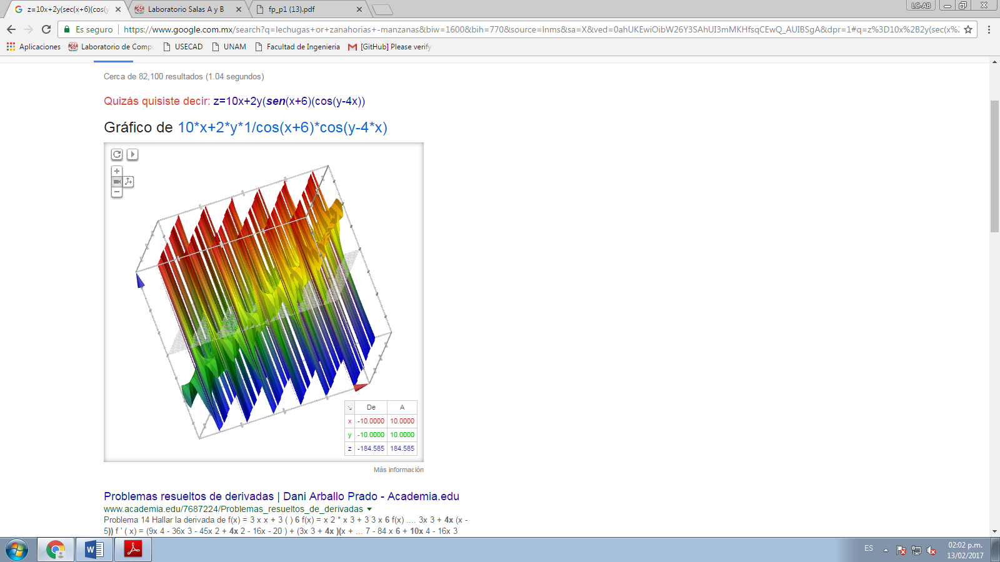 z=10x+2y(sec(x+6)(cos(y
Laboratorio Salas A y B
fp_p1 (13).pdf
LC-AB
Es seguro
https://www.google.com.mx/search?q=lechugas+or+zanahorias+-manzanas&biw=1600&bih=770&source=lnms&sa=X&ved=0ahUKEwiOibW26Y3SAhUI3mMKHfsqCEwQ_AUIBSgA&dpr=1#q=z%3D10x%2B2y(sec(x%2
Aplicaciones
Laboratorio de Comp
USECAD
UNAM
Facultad de Ingenieria
[GitHub] Please verify
Cerca de 82,100 resultados (1.04 segundos)
Quizás quisiste decir: z=10x+2y(sen(x+6)(cos(y-4x))
Gráfico de 10*x+2*y*1/cos(x+6)*cos(y-4*x)
De A
x -10.0000 10.0000
y -10.0000 10.0000
z -184.585 184.585
Más información
Problemas resueltos de derivadas | Dani Arballo Prado - Academia.edu
www.academia.edu/7687224/Problemas_resueltos_de_derivadas
Problema 14 Hallar la derivada de f(x) = 3 x x + 3 ( ) 6 f(x) = x 2 * x 3 + 3 3 x 6 f(x) .... 3x 3 + 4x (x -
5)) f ' ( x) = (9x 4 - 36x 3 - 45x 2 + 4x 2 - 16x - 20 ) + (3x 3 + 4x )(x + ... 7 - 84 x 6 + 10x 4 - 16x 3
ES
02:02 p.m.
13/02/2017